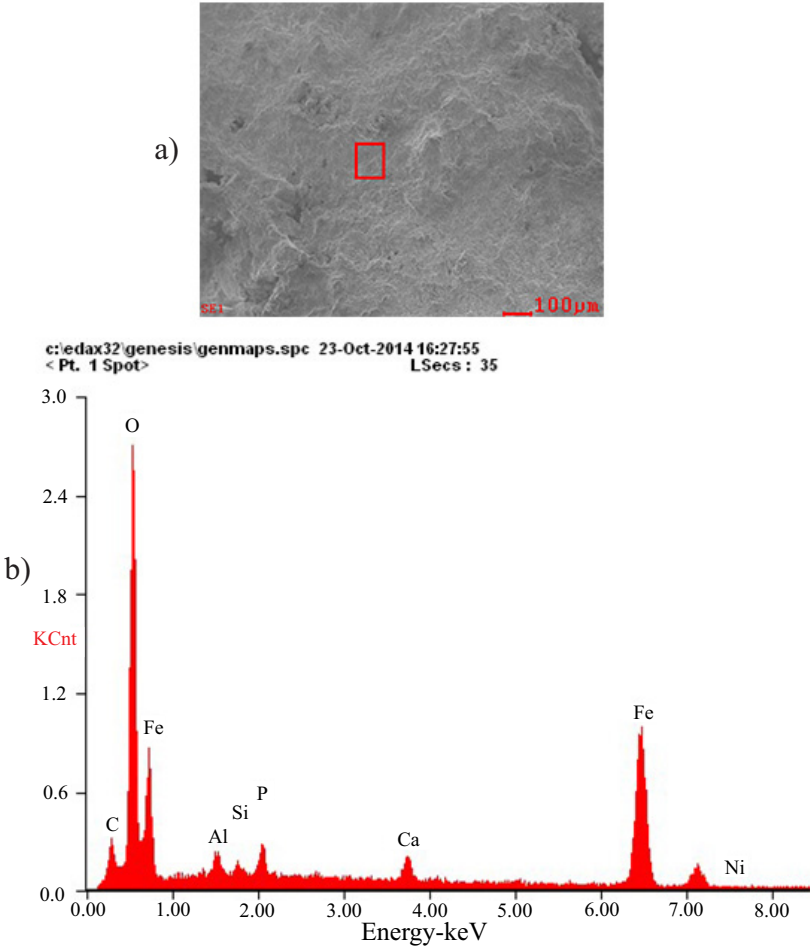 a)
SE1
100µm
c:\edax32\genesis\genmaps.spc 23-Oct-2014 16:27:55
< Pt. 1 Spot> LSecs : 35
b)
KCnt
3.0
2.4
1.8
1.2
0.6
0.0
O
Fe
C
Al
Si
P
Ca
Fe
Ni
0.00 1.00 2.00 3.00 4.00 5.00 6.00 7.00 8.00
Energy-keV